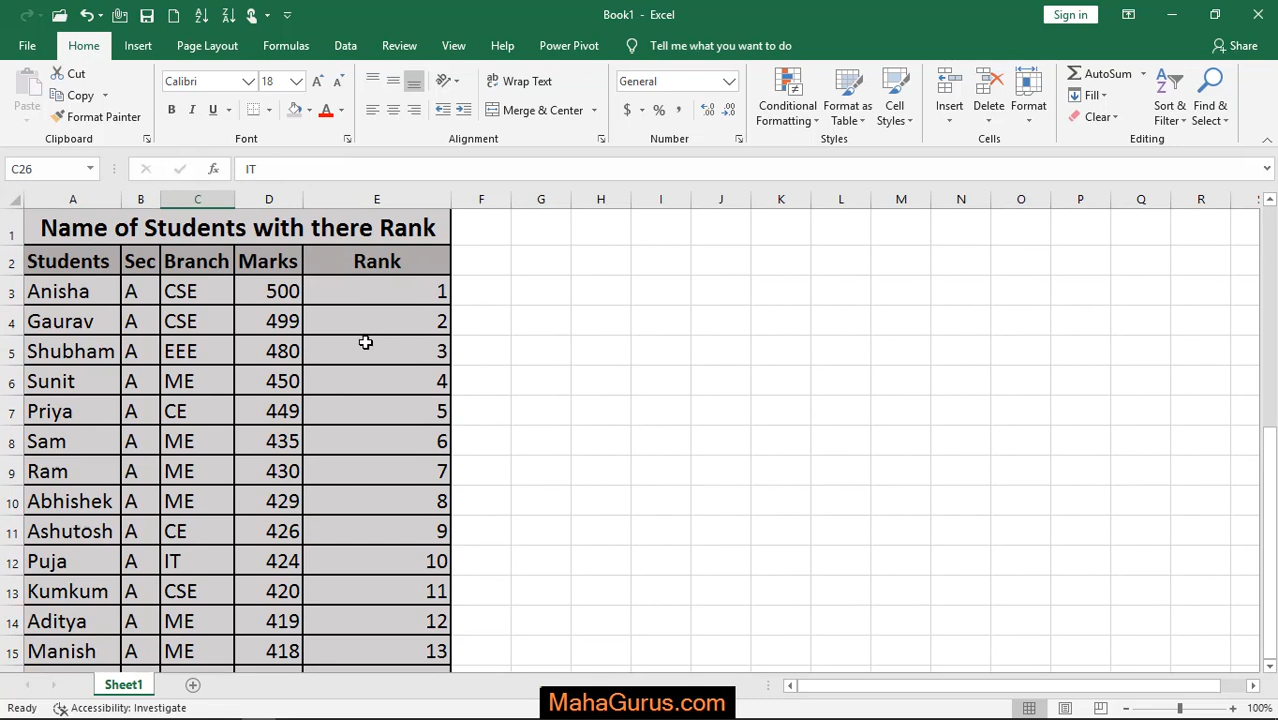 Book1 - Excel
Sign in
File Home Insert Page Layout Formulas Data Review View Help Power Pivot Tell me what you want to do Share
Paste
Cut
Copy
Format Painter
Clipboard
Calibri 18
B I U
Font
Wrap Text
Merge & Center
Alignment
General
$ % ,
Number
Conditional Formatting
Format as Table
Cell Styles
Styles
Insert
Delete
Format
Cells
AutoSum
Fill
Clear
Sort & Filter
Find & Select
Editing
C26 fx IT
A B C D E F G H I J K L M N O P Q R
1 Name of Students with there Rank
2 Students Sec Branch Marks Rank
3 Anisha A CSE 500 1
4 Gaurav A CSE 499 2
5 Shubham A EEE 480 3
6 Sunit A ME 450 4
7 Priya A CE 449 5
8 Sam A ME 435 6
9 Ram A ME 430 7
10 Abhishek A ME 429 8
11 Ashutosh A CE 426 9
12 Puja A IT 424 10
13 Kumkum A CSE 420 11
14 Aditya A ME 419 12
15 Manish A ME 418 13
Sheet1
Ready Accessibility: Investigate
MahaGurus.com
100%